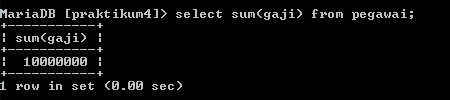 MariaDB [praktikum4]> select sum(gaji) from pegawai;
+-----------+
| sum(gaji) |
+-----------+
|  10000000 |
+-----------+
1 row in set (0.00 sec)